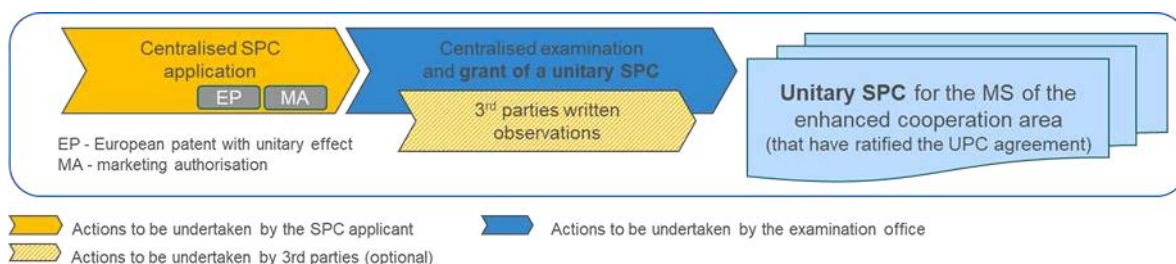 Centralised SPC
application
EP MA
EP - European patent with unitary effect
MA - marketing authorisation
Centralised examination
and grant of a unitary SPC
3rd parties written
observations
Unitary SPC for the MS of the
enhanced cooperation area
(that have ratified the UPC agreement)
Actions to be undertaken by the SPC applicant
Actions to be undertaken by the examination office
Actions to be undertaken by 3rd parties (optional)